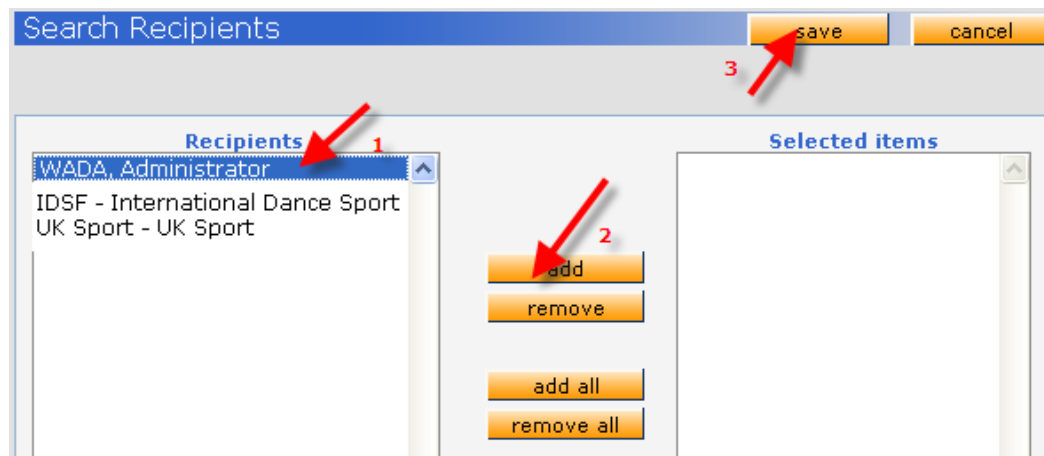 Search Recipients
save
cancel
3
Recipients
1
Selected items
WADA, Administrator
IDSF - International Dance Sport
UK Sport - UK Sport
2
add
remove
add all
remove all